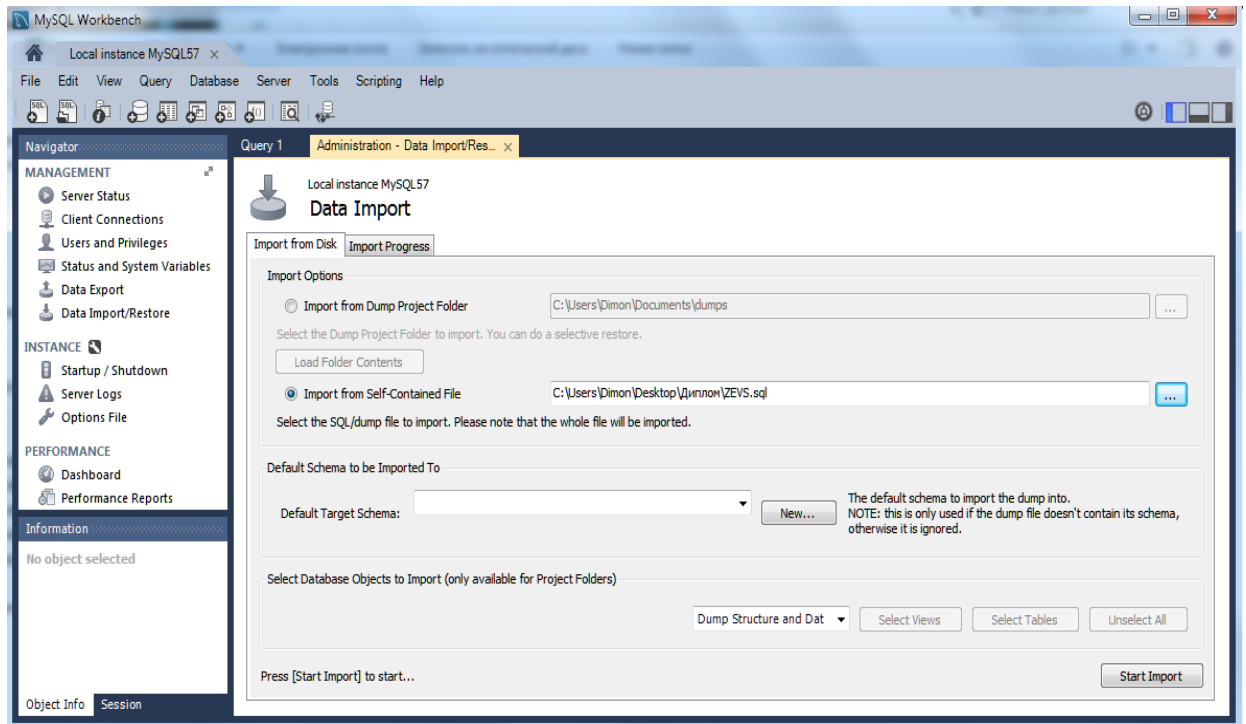 MySQL Workbench
Local instance MySQL57 ×
File Edit View Query Database Server Tools Scripting Help
SQL SQL
Navigator
MANAGEMENT
Server Status
Client Connections
Users and Privileges
Status and System Variables
Data Export
Data Import/Restore
INSTANCE
Startup / Shutdown
Server Logs
Options File
PERFORMANCE
Dashboard
Performance Reports
Information
No object selected
Object Info Session
Query 1 Administration - Data Import/Res... ×
Local instance MySQL57
Data Import
Import from Disk Import Progress
Import Options
Import from Dump Project Folder C:\Users\Dimon\Documents\dumps ...
Select the Dump Project Folder to import. You can do a selective restore.
Load Folder Contents
Import from Self-Contained File C:\Users\Dimon\Desktop\Диплом\ZEVS.sql ...
Select the SQL/dump file to import. Please note that the whole file will be imported.
Default Schema to be Imported To
Default Target Schema: New...
The default schema to import the dump into.
NOTE: this is only used if the dump file doesn't contain its schema,
otherwise it is ignored.
Select Database Objects to Import (only available for Project Folders)
Dump Structure and Dat Select Views Select Tables Unselect All
Press [Start Import] to start... Start Import